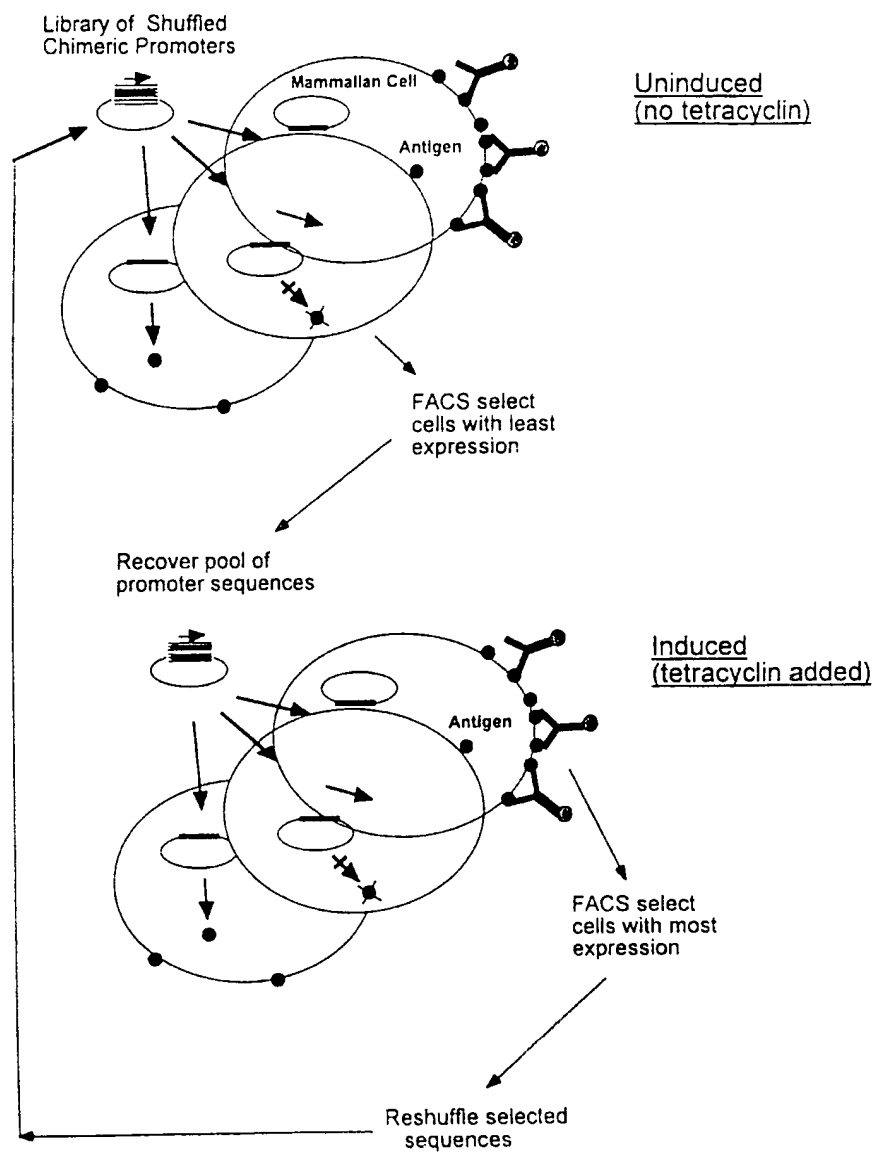 Library of Shuffled
Chimeric Promoters
Mammalian Cell
Antigen
Uninduced
(no tetracyclin)
FACS select
cells with least
expression
Recover pool of
promoter sequences
Induced
(tetracyclin added)
Antigen
FACS select
cells with most
expression
Reshuffle selected
sequences